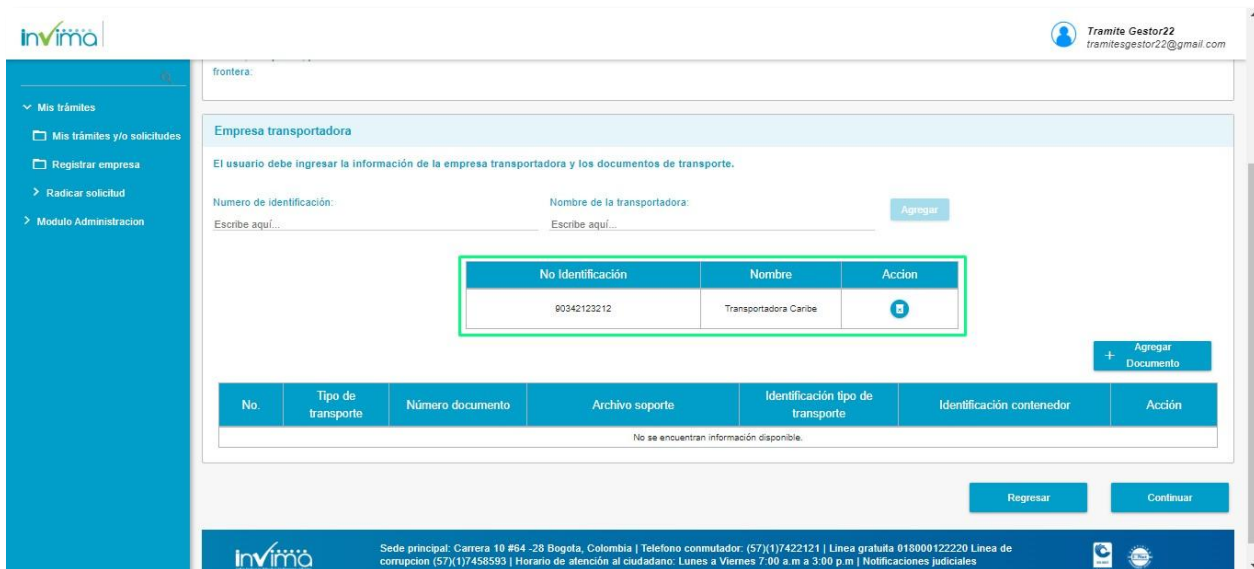 invima
Tramite Gestor22
tramitesgestor22@gmail.com
Mis trámites
Mis trámites y/o solicitudes
Registrar empresa
Radicar solicitud
Modulo Administracion
frontera:
Empresa transportadora
El usuario debe ingresar la información de la empresa transportadora y los documentos de transporte.
Numero de identificación:
Escribe aquí...
Nombre de la transportadora:
Escribe aquí...
Agregar
No Identificación Nombre Accion
90342123212 Transportadora Caribe
+ Agregar
Documento
No. Tipo de transporte Número documento Archivo soporte Identificación tipo de transporte Identificación contenedor Acción
No se encuentran información disponible.
Regresar
Continuar
invima
Sede principal: Carrera 10 #64 -28 Bogota, Colombia | Telefono conmutador: (57)(1)7422121 | Linea gratuita 018000122220 Linea de
corrupcion (57)(1)7458593 | Horario de atención al ciudadano: Lunes a Viernes 7:00 a.m a 3:00 p.m | Notificaciones judiciales